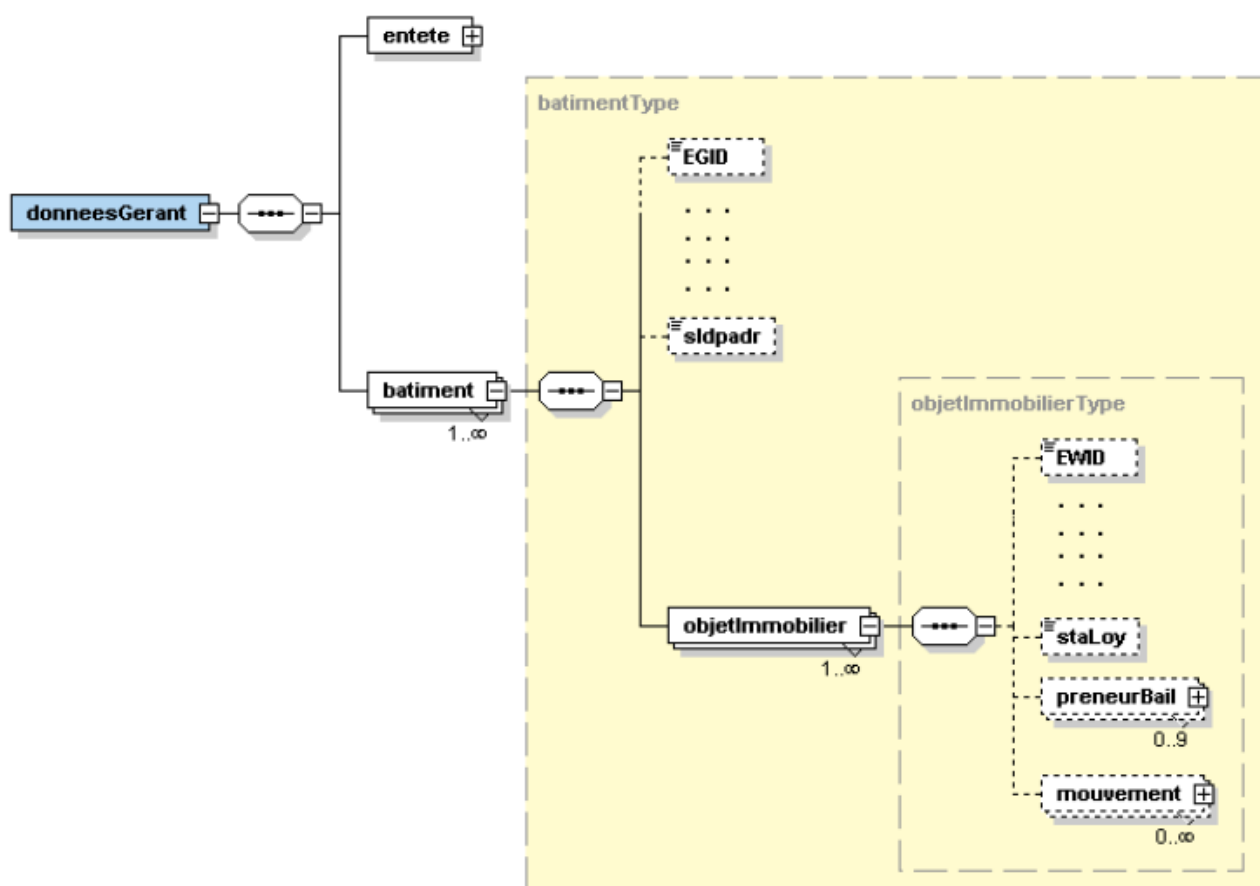 entete
batimentType
EGID
donneesGerant
sldpadr
batiment
1..∞
objetImmobilierType
EWID
objetImmobilier
1..∞
staLoy
preneurBail
0..9
mouvement
0..∞